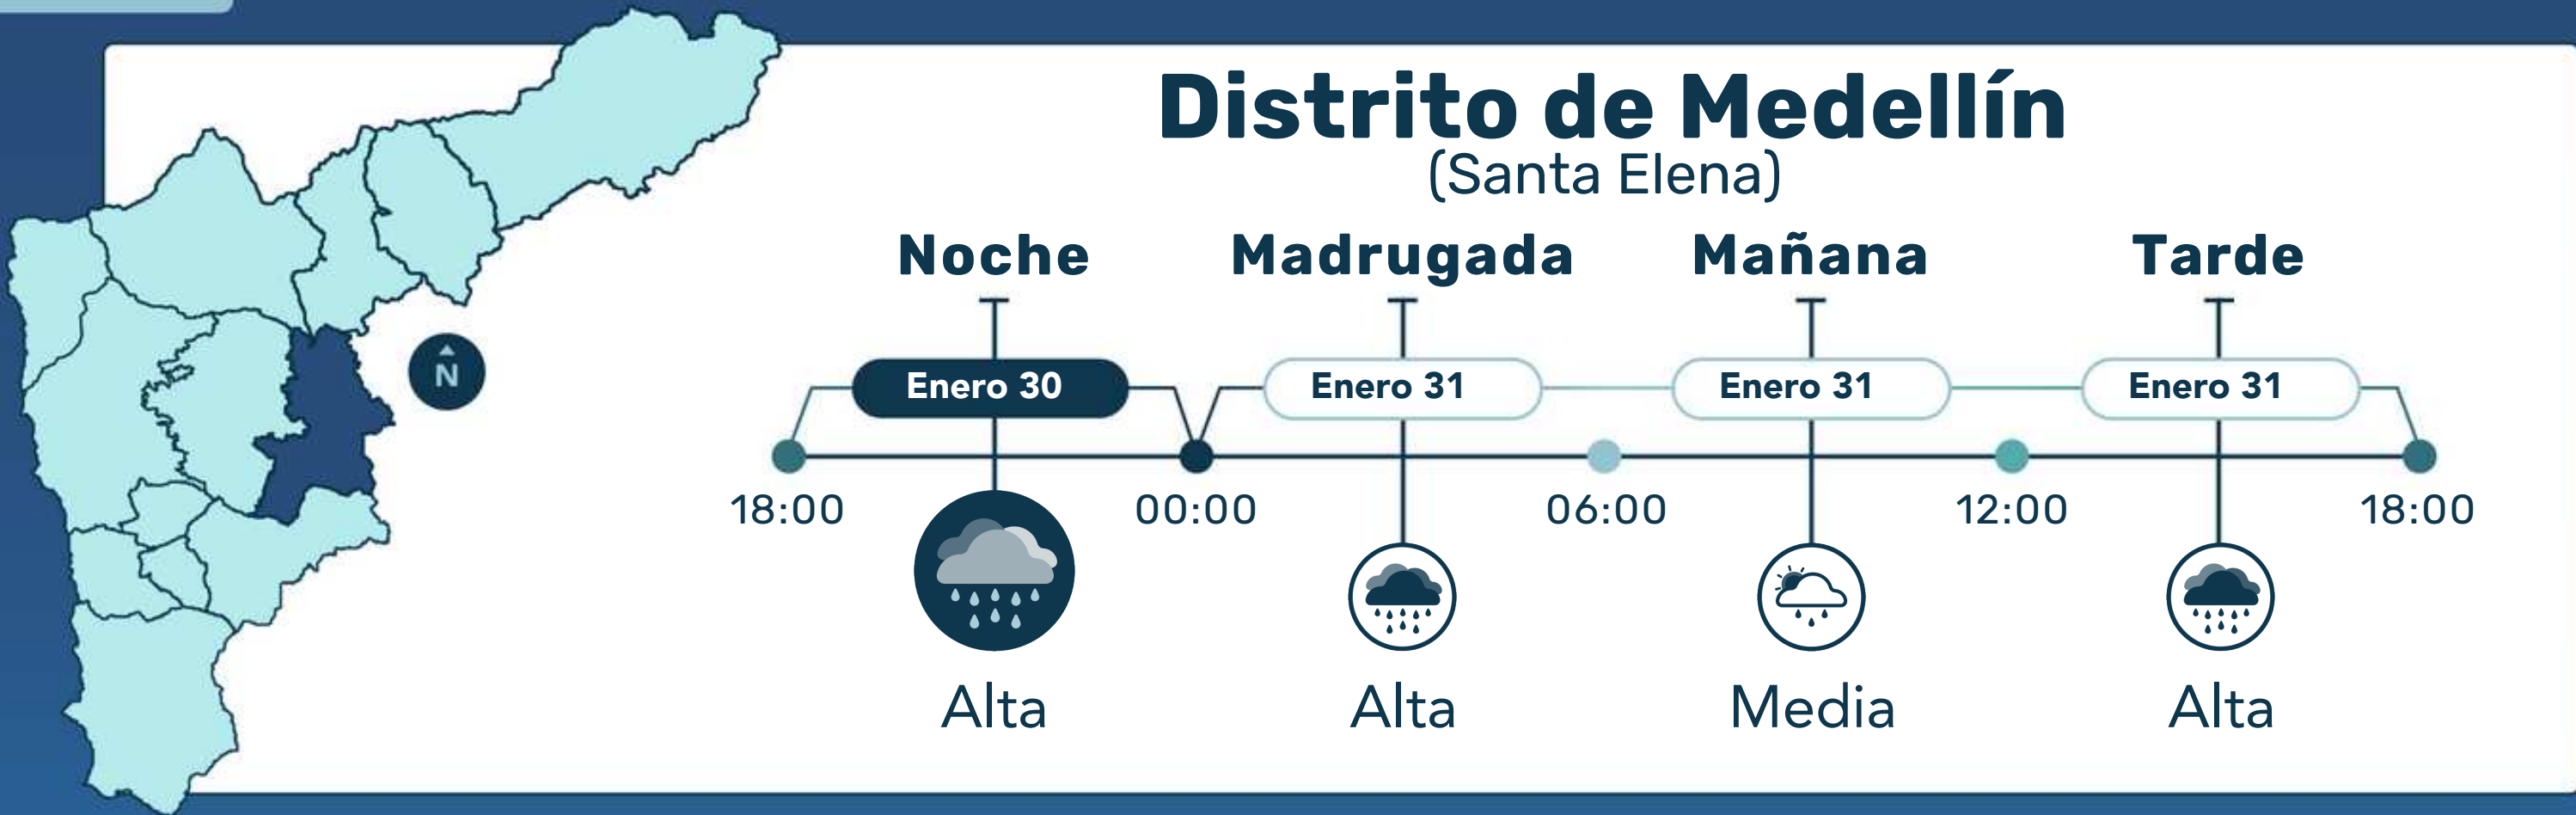 Distrito de Medellín
(Santa Elena)
Noche Madrugada Mañana Tarde
Enero 30 Enero 31 Enero 31 Enero 31
N
18:00 00:00 06:00 12:00 18:00
Alta Alta Media Alta